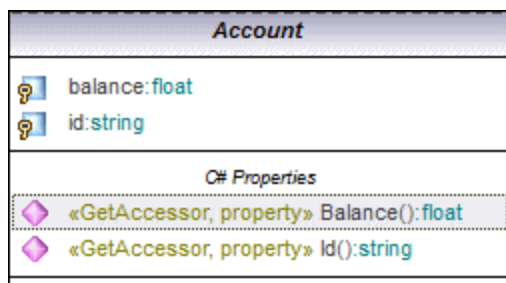 Account
balance:float
id:string
C# Properties
«GetAccessor, property» Balance():float
«GetAccessor, property» Id():string